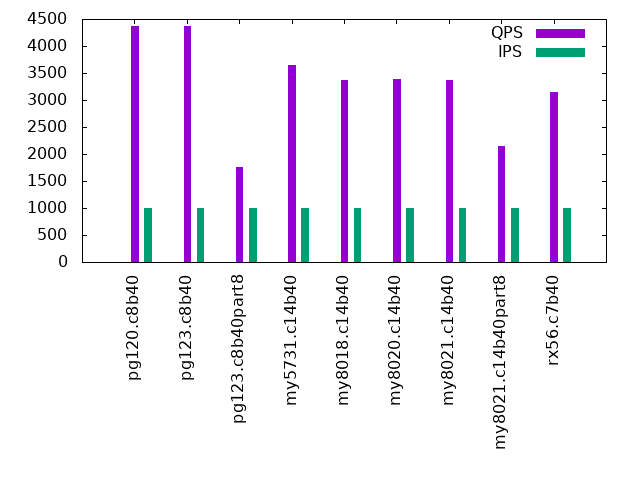 4500
4000
3500
3000
2500
2000
1500
1000
500
0
QPS
IPS
pg120.c8b40
pg123.c8b40
pg123.c8b40part8
my5731.c14b40
my8018.c14b40
my8020.c14b40
my8021.c14b40
my8021.c14b40part8
rx56.c7b40